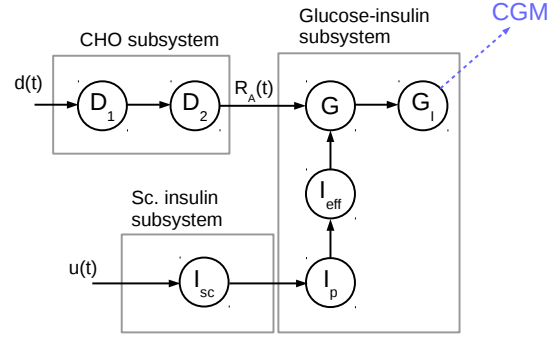 CGM
Glucose-insulin
subsystem
CHO subsystem
d(t)
D1
D2
RA(t)
G
GI
Ieff
Sc. insulin
subsystem
u(t)
Isc
Ip